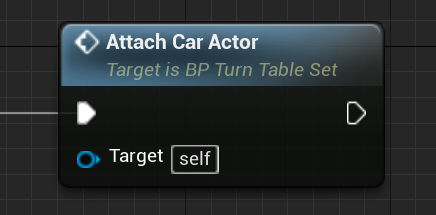 Attach Car Actor
Target is BP Turn Table Set
Target self